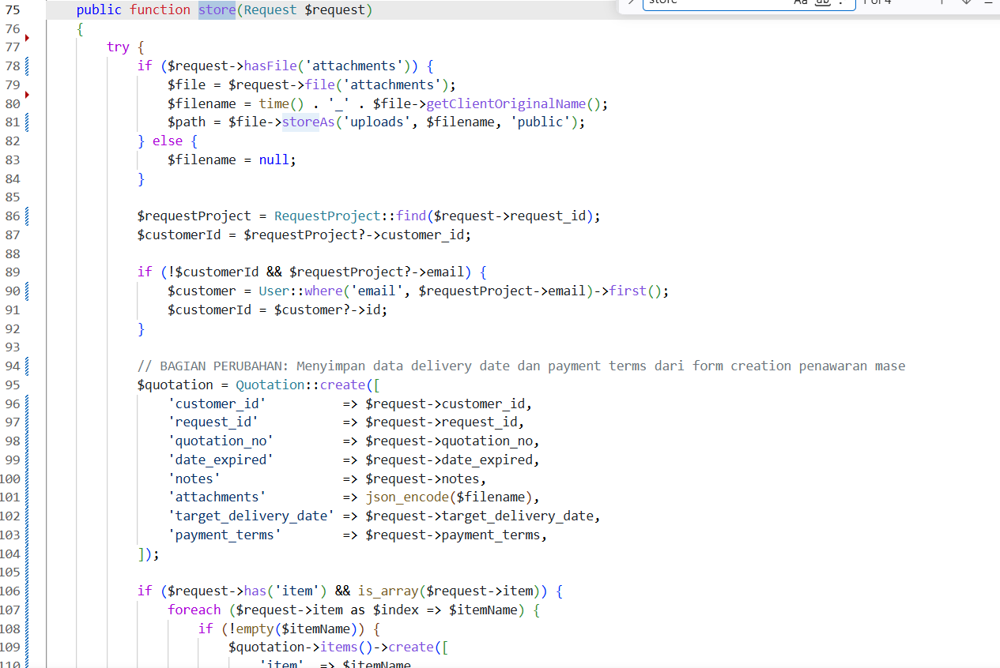 store Aa ab 1 of 4
75 public function store(Request $request)
76 {
77 try {
78 if ($request->hasFile('attachments')) {
79 $file = $request->file('attachments');
80 $filename = time() . '_' . $file->getClientOriginalName();
81 $path = $file->storeAs('uploads', $filename, 'public');
82 } else {
83 $filename = null;
84 }
85
86 $requestProject = RequestProject::find($request->request_id);
87 $customerId = $requestProject?->customer_id;
88
89 if (!$customerId && $requestProject?->email) {
90 $customer = User::where('email', $requestProject->email)->first();
91 $customerId = $customer?->id;
92 }
93
94 // BAGIAN PERUBAHAN: Menyimpan data delivery date dan payment terms dari form creation penawaran mase
95 $quotation = Quotation::create([
96 'customer_id' => $request->customer_id,
97 'request_id' => $request->request_id,
98 'quotation_no' => $request->quotation_no,
99 'date_expired' => $request->date_expired,
100 'notes' => $request->notes,
101 'attachments' => json_encode($filename),
102 'target_delivery_date' => $request->target_delivery_date,
103 'payment_terms' => $request->payment_terms,
104 ]);
105
106 if ($request->has('item') && is_array($request->item)) {
107 foreach ($request->item as $index => $itemName) {
108 if (!empty($itemName)) {
109 $quotation->items()->create([
110 'item' => $itemName